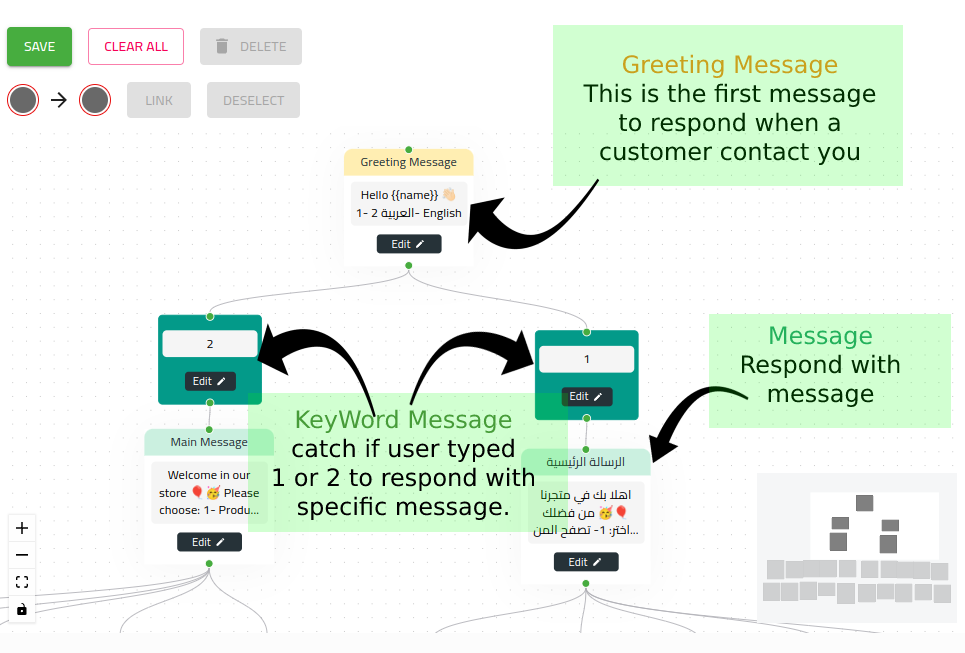 SAVE
CLEAR ALL
DELETE
LINK
DESELECT
Greeting Message
This is the first message
to respond when a
customer contact you
Greeting Message
Hello {{name}} 👋🏻
1- العربية 2- English
Edit
2
Edit
1
Edit
Message
Respond with
message
KeyWord Message
catch if user typed
1 or 2 to respond with
specific message.
Main Message
Welcome in our
store 🎈🥳 Please
choose: 1- Produ...
Edit
الرسالة الرئيسية
اهلا بك في متجرنا
🎈🥳 من فضلك
اختر: 1- تصفح المن...
Edit